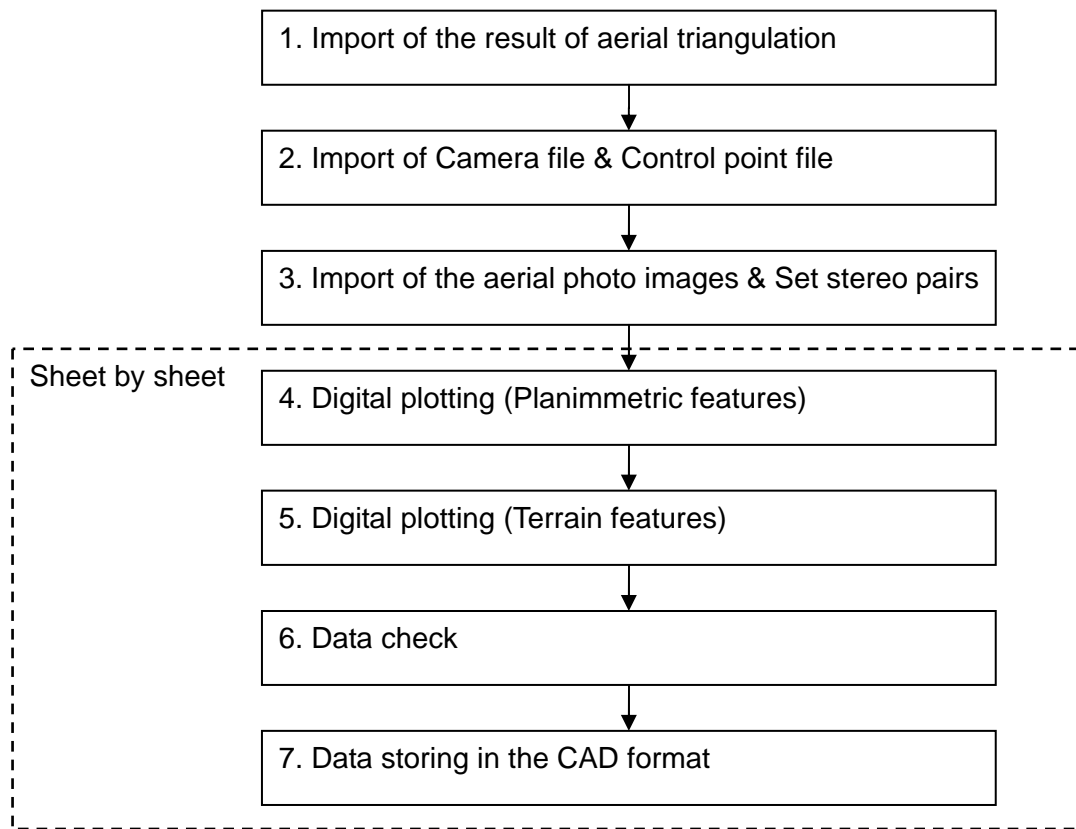 1. Import of the result of aerial triangulation
2. Import of Camera file & Control point file
3. Import of the aerial photo images & Set stereo pairs
Sheet by sheet
4. Digital plotting (Planimmetric features)
5. Digital plotting (Terrain features)
6. Data check
7. Data storing in the CAD format